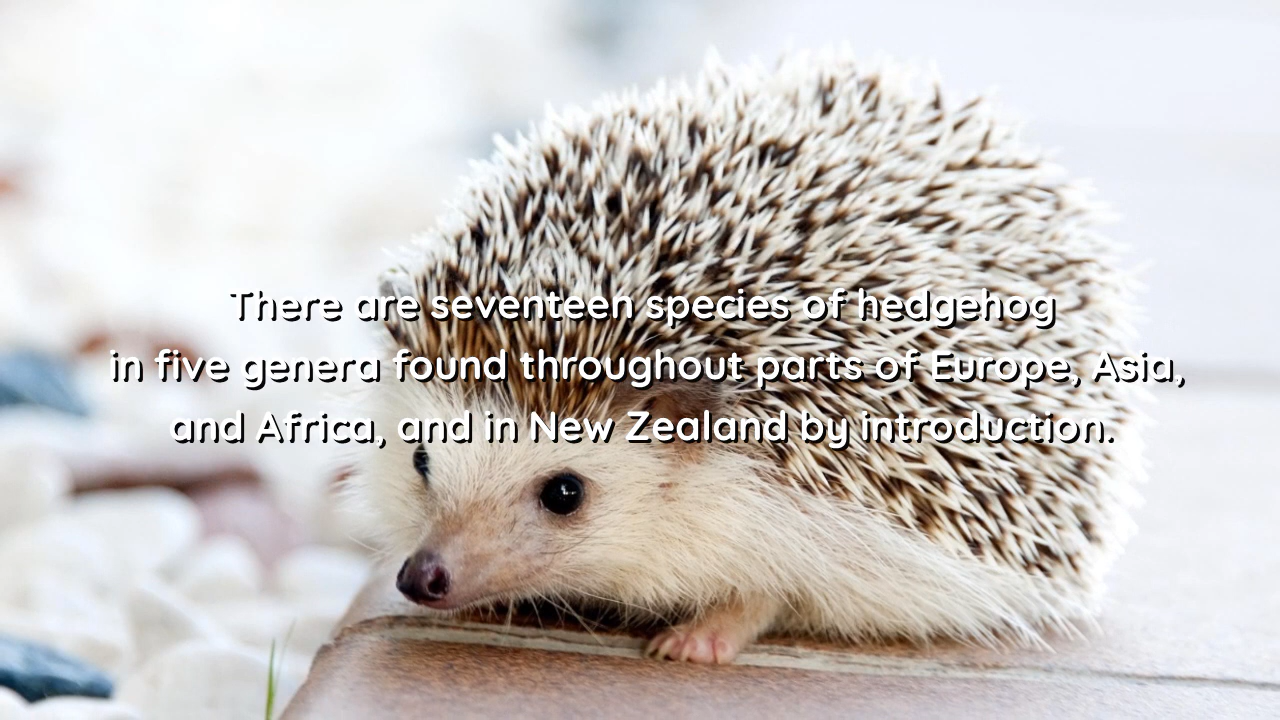 There are seventeen species of hedgehog
in five genera found throughout parts of Europe, Asia,
and Africa, and in New Zealand by introduction.